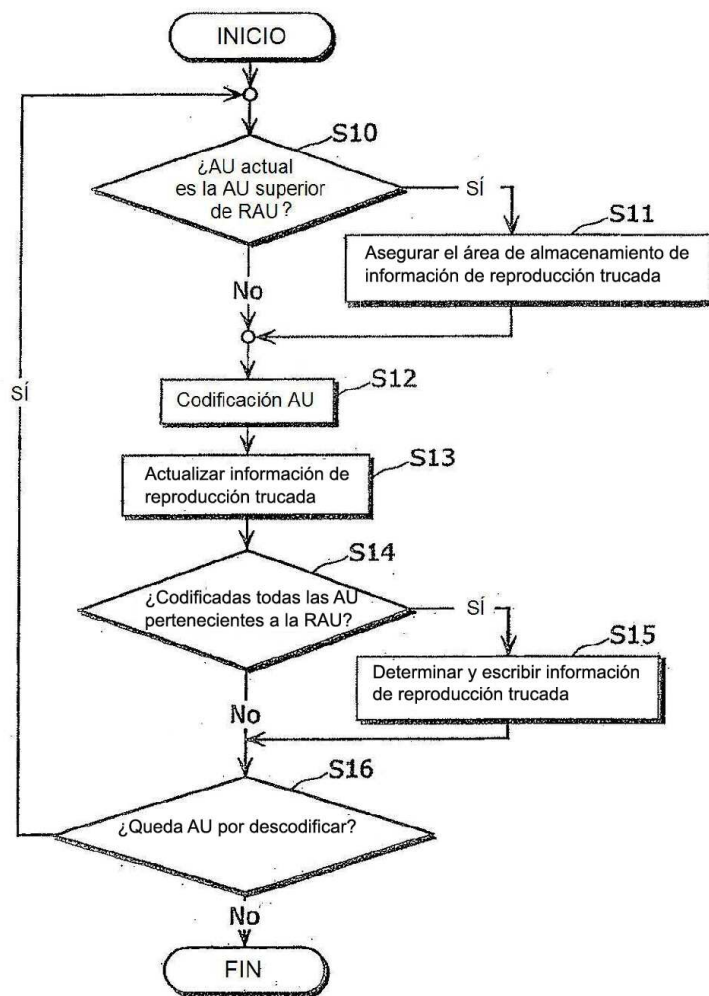 INICIO
S10
¿AU actual
es la AU superior
de RAU?
SÍ
S11
Asegurar el área de almacenamiento de
información de reproducción trucada
No
SÍ
S12
Codificación AU
S13
Actualizar información de
reproducción trucada
S14
¿Codificadas todas las AU
pertenecientes a la RAU?
SÍ
S15
Determinar y escribir información
de reproducción trucada
No
S16
¿Queda AU por descodificar?
No
FIN